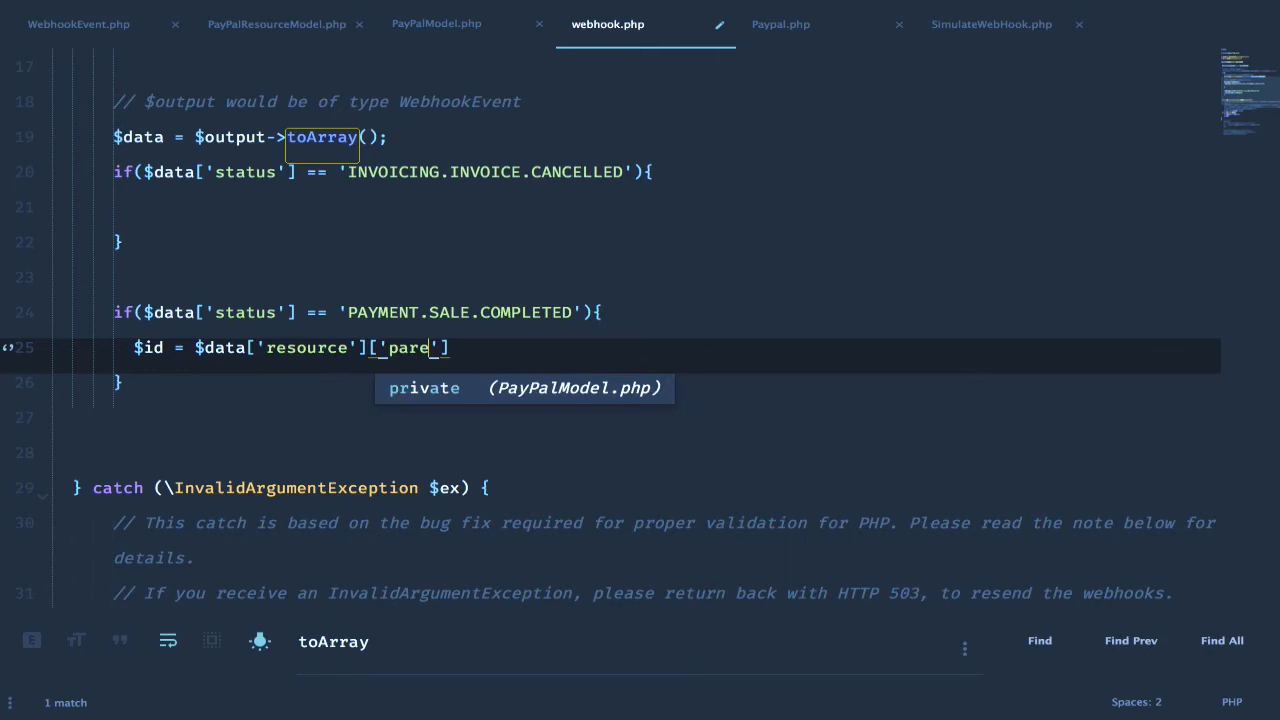 WebhookEvent.php × PayPalResourceModel.php × PayPalModel.php × webhook.php Paypal.php × SimulateWebHook.php ×
17
18 // $output would be of type WebhookEvent
19 $data = $output->toArray();
20 if($data['status'] == 'INVOICING.INVOICE.CANCELLED'){
21
22 }
23
24 if($data['status'] == 'PAYMENT.SALE.COMPLETED'){
25 $id = $data['resource']['pare']
26 }
private (PayPalModel.php)
27
28
29 } catch (\InvalidArgumentException $ex) {
30 // This catch is based on the bug fix required for proper validation for PHP. Please read the note below for
details.
31 // If you receive an InvalidArgumentException, please return back with HTTP 503, to resend the webhooks.
toArray Find Find Prev Find All
1 match Spaces: 2 PHP